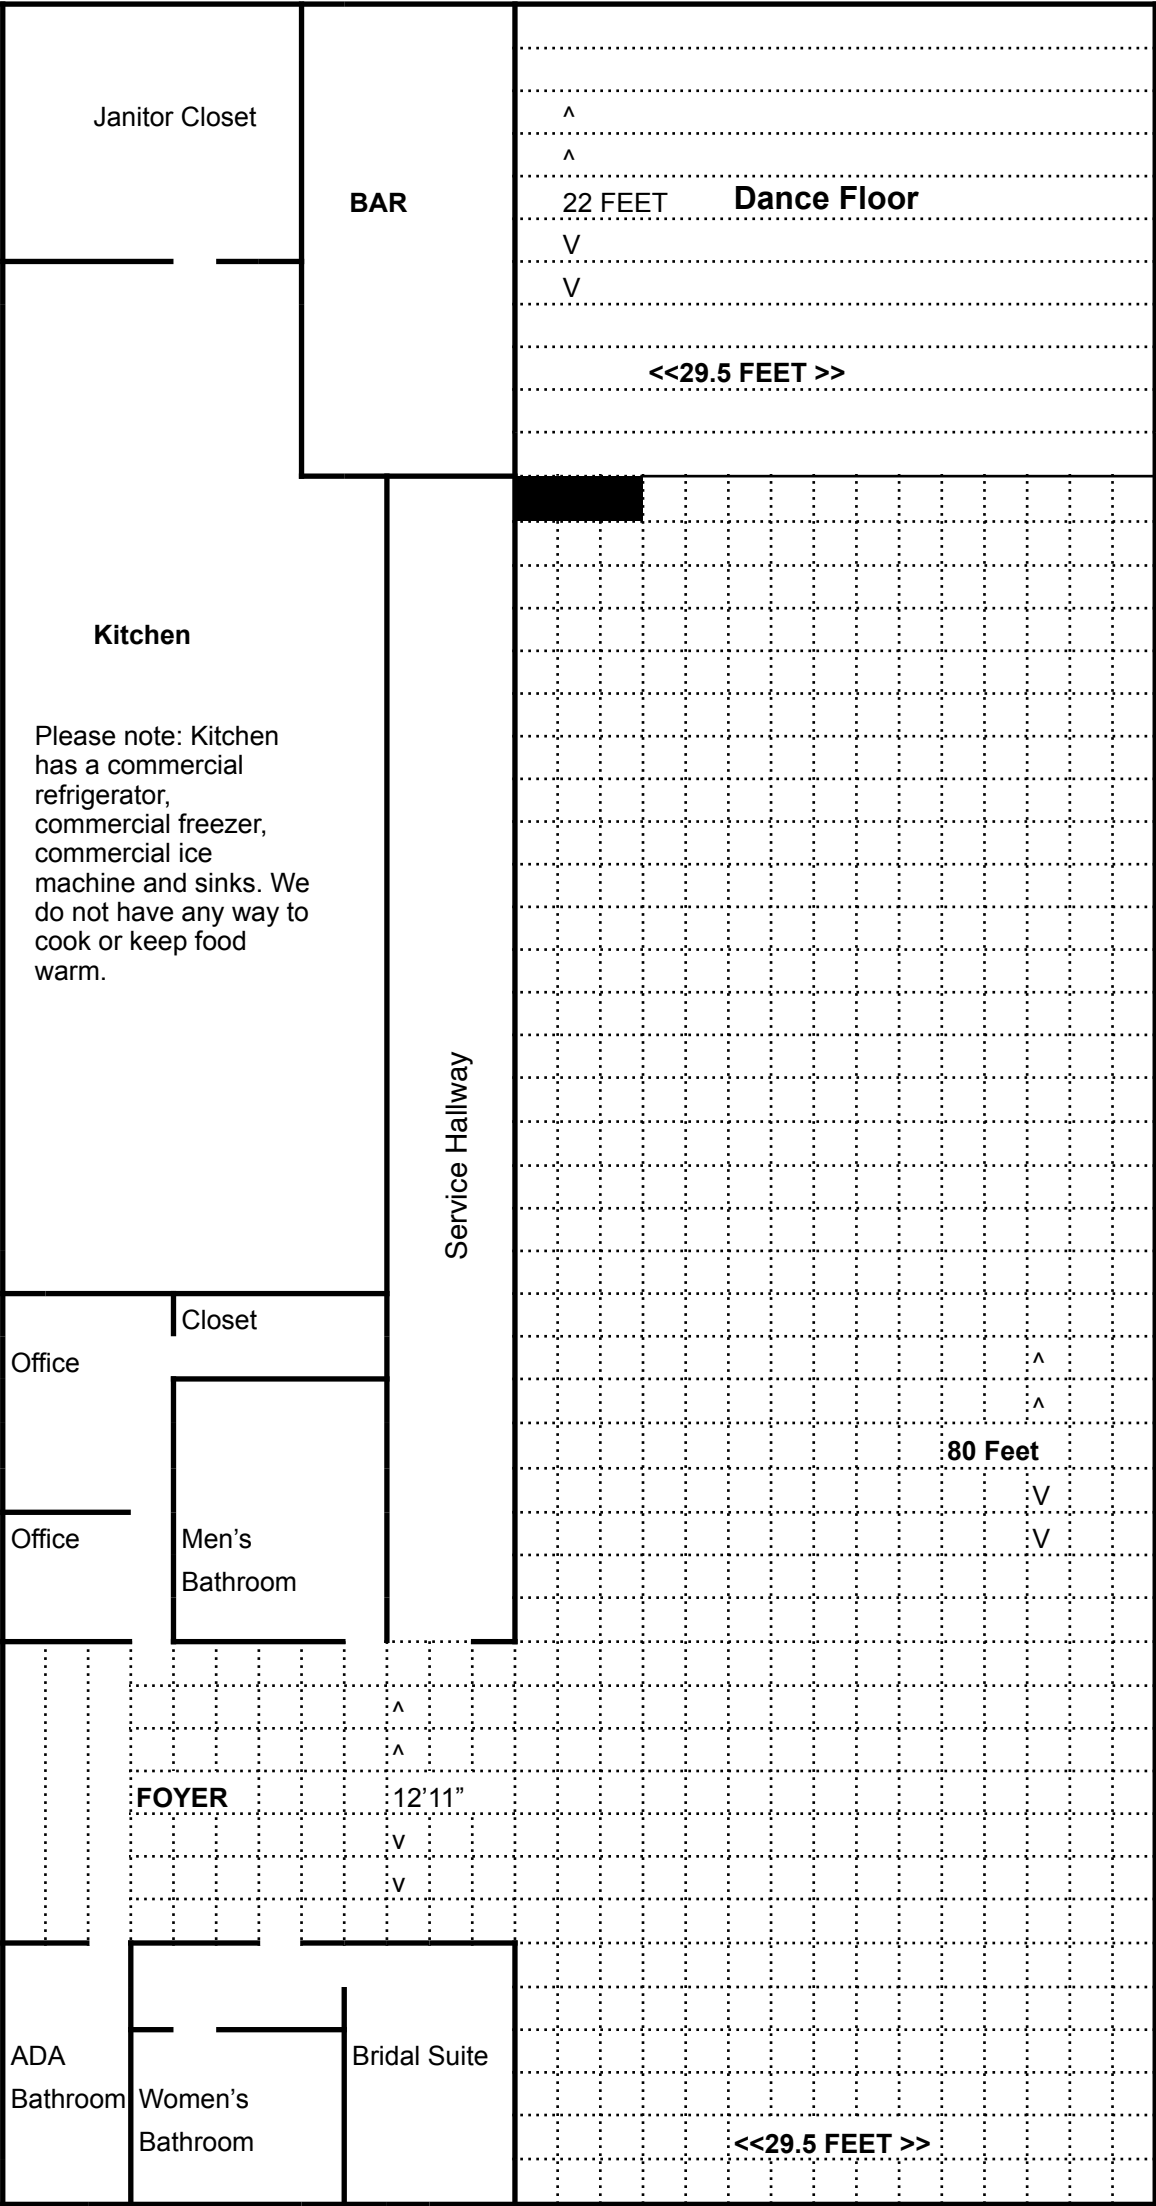 Janitor Closet
^
^
BAR
22 FEET
Dance Floor
V
V
<<29.5 FEET >>
Kitchen
Please note: Kitchen
has a commercial
refrigerator,
commercial freezer,
commercial ice
machine and sinks. We
do not have any way to
cook or keep food
warm.
Service Hallway
Closet
Office
^
^
80 Feet
V
V
Office
Men’s
Bathroom
^
^
FOYER
12’11”
v
v
ADA
Bathroom
Women’s
Bathroom
Bridal Suite
<<29.5 FEET >>